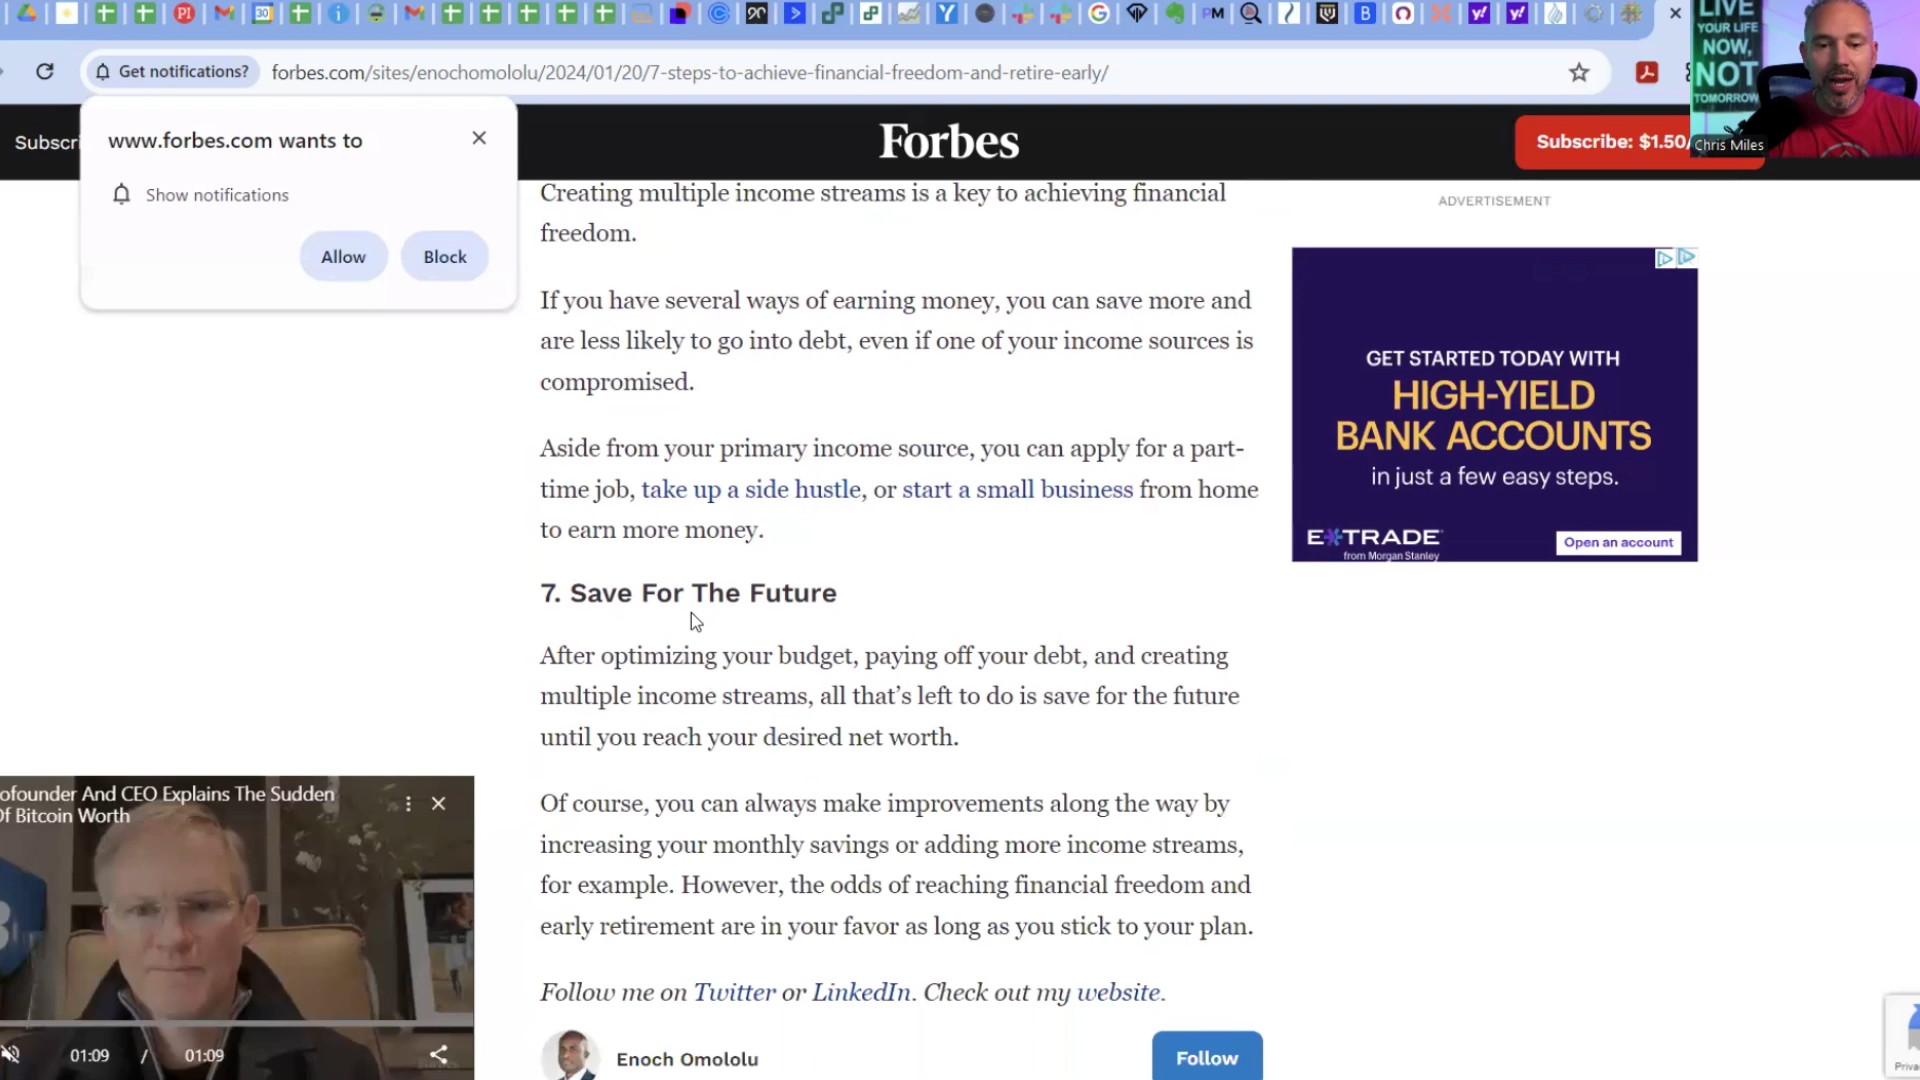 Get notifications?
forbes.com/sites/enochomololu/2024/01/20/7-steps-to-achieve-financial-freedom-and-retire-early/
www.forbes.com wants to
Show notifications
Allow
Block
Subscri
Forbes
Subscribe: $1.50/
LIVE
YOUR LIFE
NOW,
NOT
TOMORROW
Chris Miles
Creating multiple income streams is a key to achieving financial
freedom.
If you have several ways of earning money, you can save more and
are less likely to go into debt, even if one of your income sources is
compromised.
Aside from your primary income source, you can apply for a part-
time job, take up a side hustle, or start a small business from home
to earn more money.
7. Save For The Future
After optimizing your budget, paying off your debt, and creating
multiple income streams, all that's left to do is save for the future
until you reach your desired net worth.
Of course, you can always make improvements along the way by
increasing your monthly savings or adding more income streams,
for example. However, the odds of reaching financial freedom and
early retirement are in your favor as long as you stick to your plan.
Follow me on Twitter or LinkedIn. Check out my website.
Enoch Omololu
Follow
ADVERTISEMENT
GET STARTED TODAY WITH
HIGH-YIELD
BANK ACCOUNTS
in just a few easy steps.
E*TRADE
from Morgan Stanley
Open an account
ofounder And CEO Explains The Sudden
Of Bitcoin Worth
01:09 / 01:09
Priva